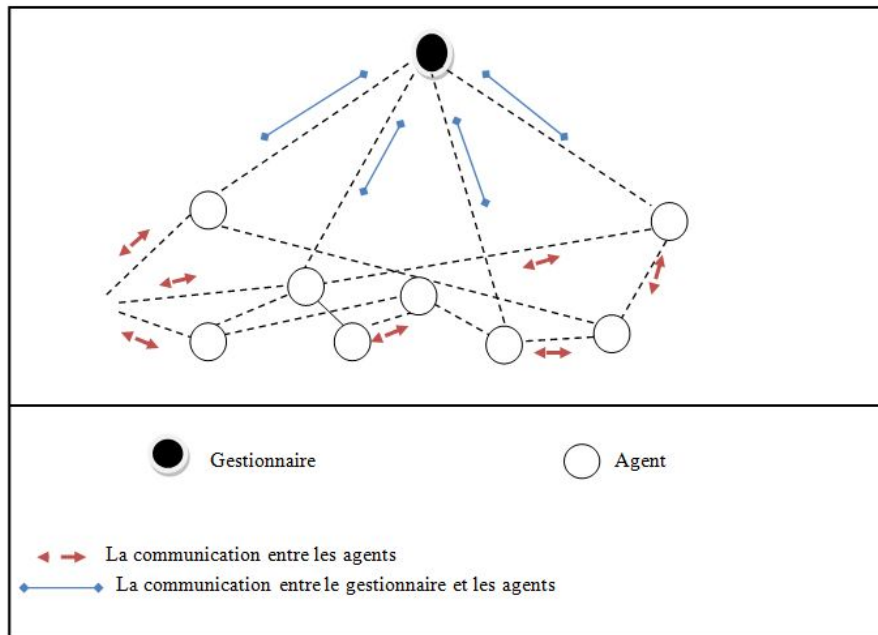 Gestionnaire
Agent
La communication entre les agents
La communication entre le gestionnaire et les agents